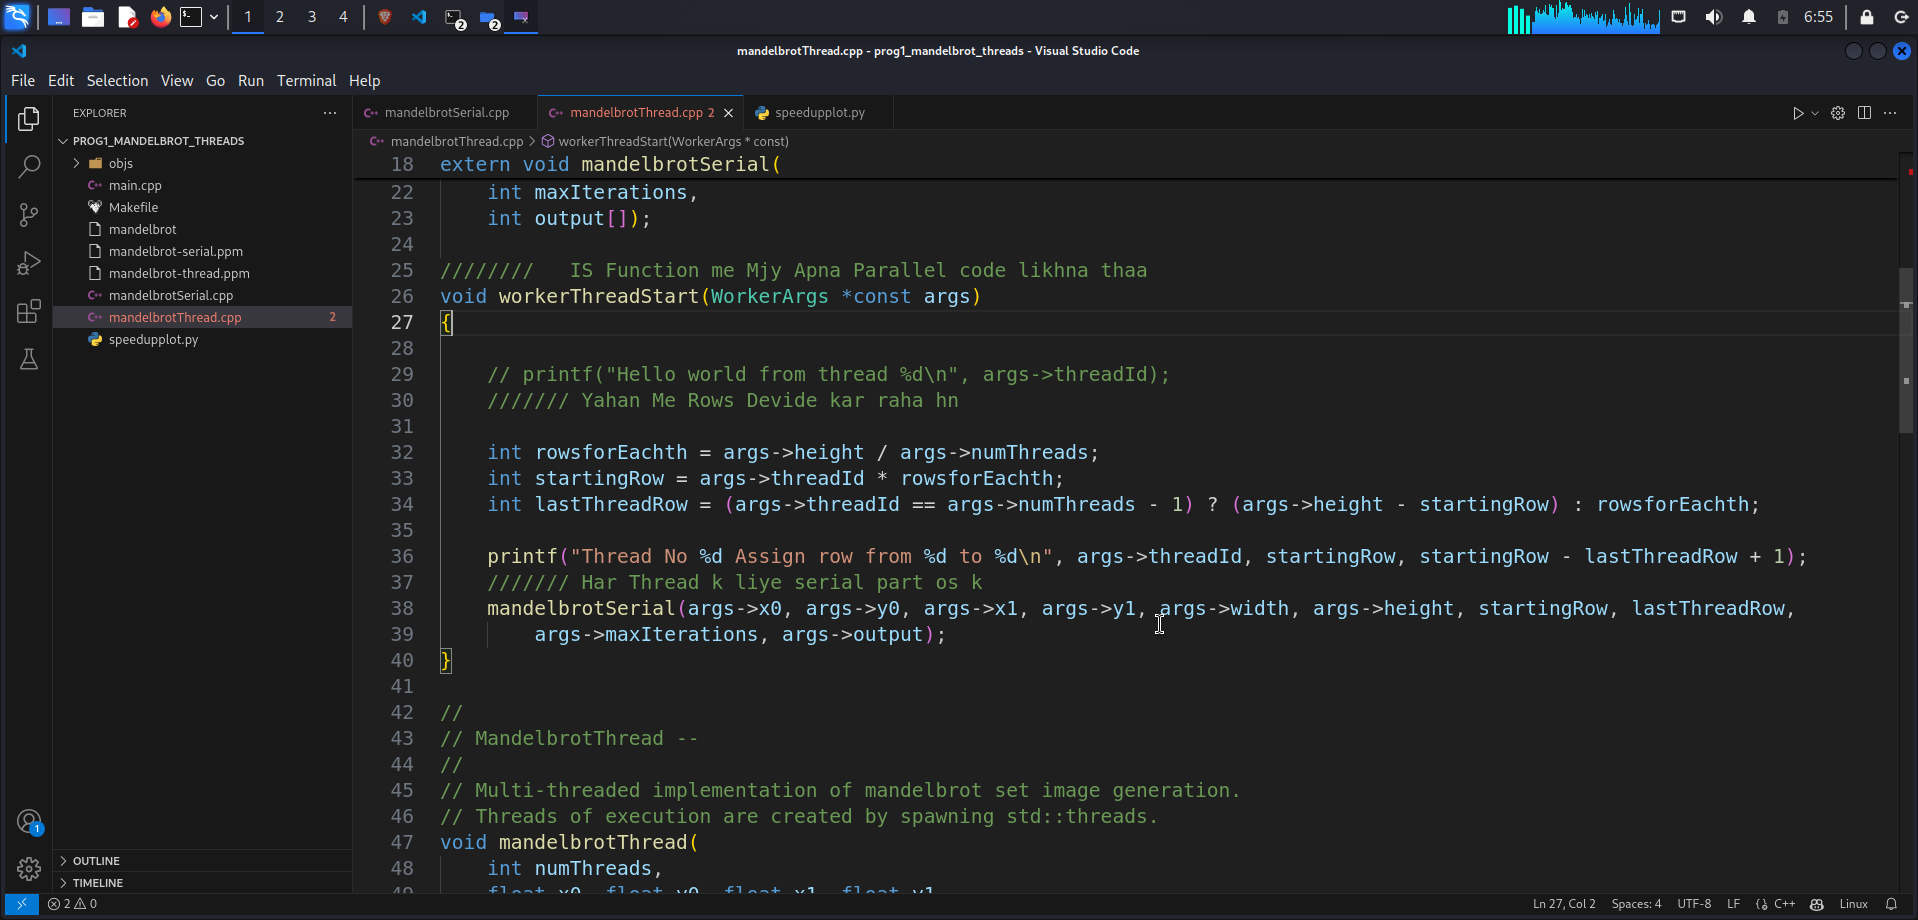 1 2 3 4 2 2 6:55
mandelbrotThread.cpp - prog1_mandelbrot_threads - Visual Studio Code
File Edit Selection View Go Run Terminal Help
EXPLORER
PROG1_MANDELBROT_THREADS
objs
main.cpp
Makefile
mandelbrot
mandelbrot-serial.ppm
mandelbrot-thread.ppm
mandelbrotSerial.cpp
mandelbrotThread.cpp 2
speedupplot.py
OUTLINE
TIMELINE
mandelbrotSerial.cpp mandelbrotThread.cpp 2 speedupplot.py
mandelbrotThread.cpp > workerThreadStart(WorkerArgs * const)
18 extern void mandelbrotSerial(
22 int maxIterations,
23 int output[]);
24
25 //////// IS Function me Mjy Apna Parallel code likhna thaa
26 void workerThreadStart(WorkerArgs *const args)
27 {
28
29 // printf("Hello world from thread %d\n", args->threadId);
30 /////// Yahan Me Rows Devide kar raha hn
31
32 int rowsforEachth = args->height / args->numThreads;
33 int startingRow = args->threadId * rowsforEachth;
34 int lastThreadRow = (args->threadId == args->numThreads - 1) ? (args->height - startingRow) : rowsforEachth;
35
36 printf("Thread No %d Assign row from %d to %d\n", args->threadId, startingRow, startingRow - lastThreadRow + 1);
37 /////// Har Thread k liye serial part os k
38 mandelbrotSerial(args->x0, args->y0, args->x1, args->y1, args->width, args->height, startingRow, lastThreadRow,
39 args->maxIterations, args->output);
40 }
41
42 //
43 // MandelbrotThread --
44 //
45 // Multi-threaded implementation of mandelbrot set image generation.
46 // Threads of execution are created by spawning std::threads.
47 void mandelbrotThread(
48 int numThreads,
49 float x0, float y0, float x1, float y1,
1
2 0 Ln 27, Col 2 Spaces: 4 UTF-8 LF {} C++ Linux